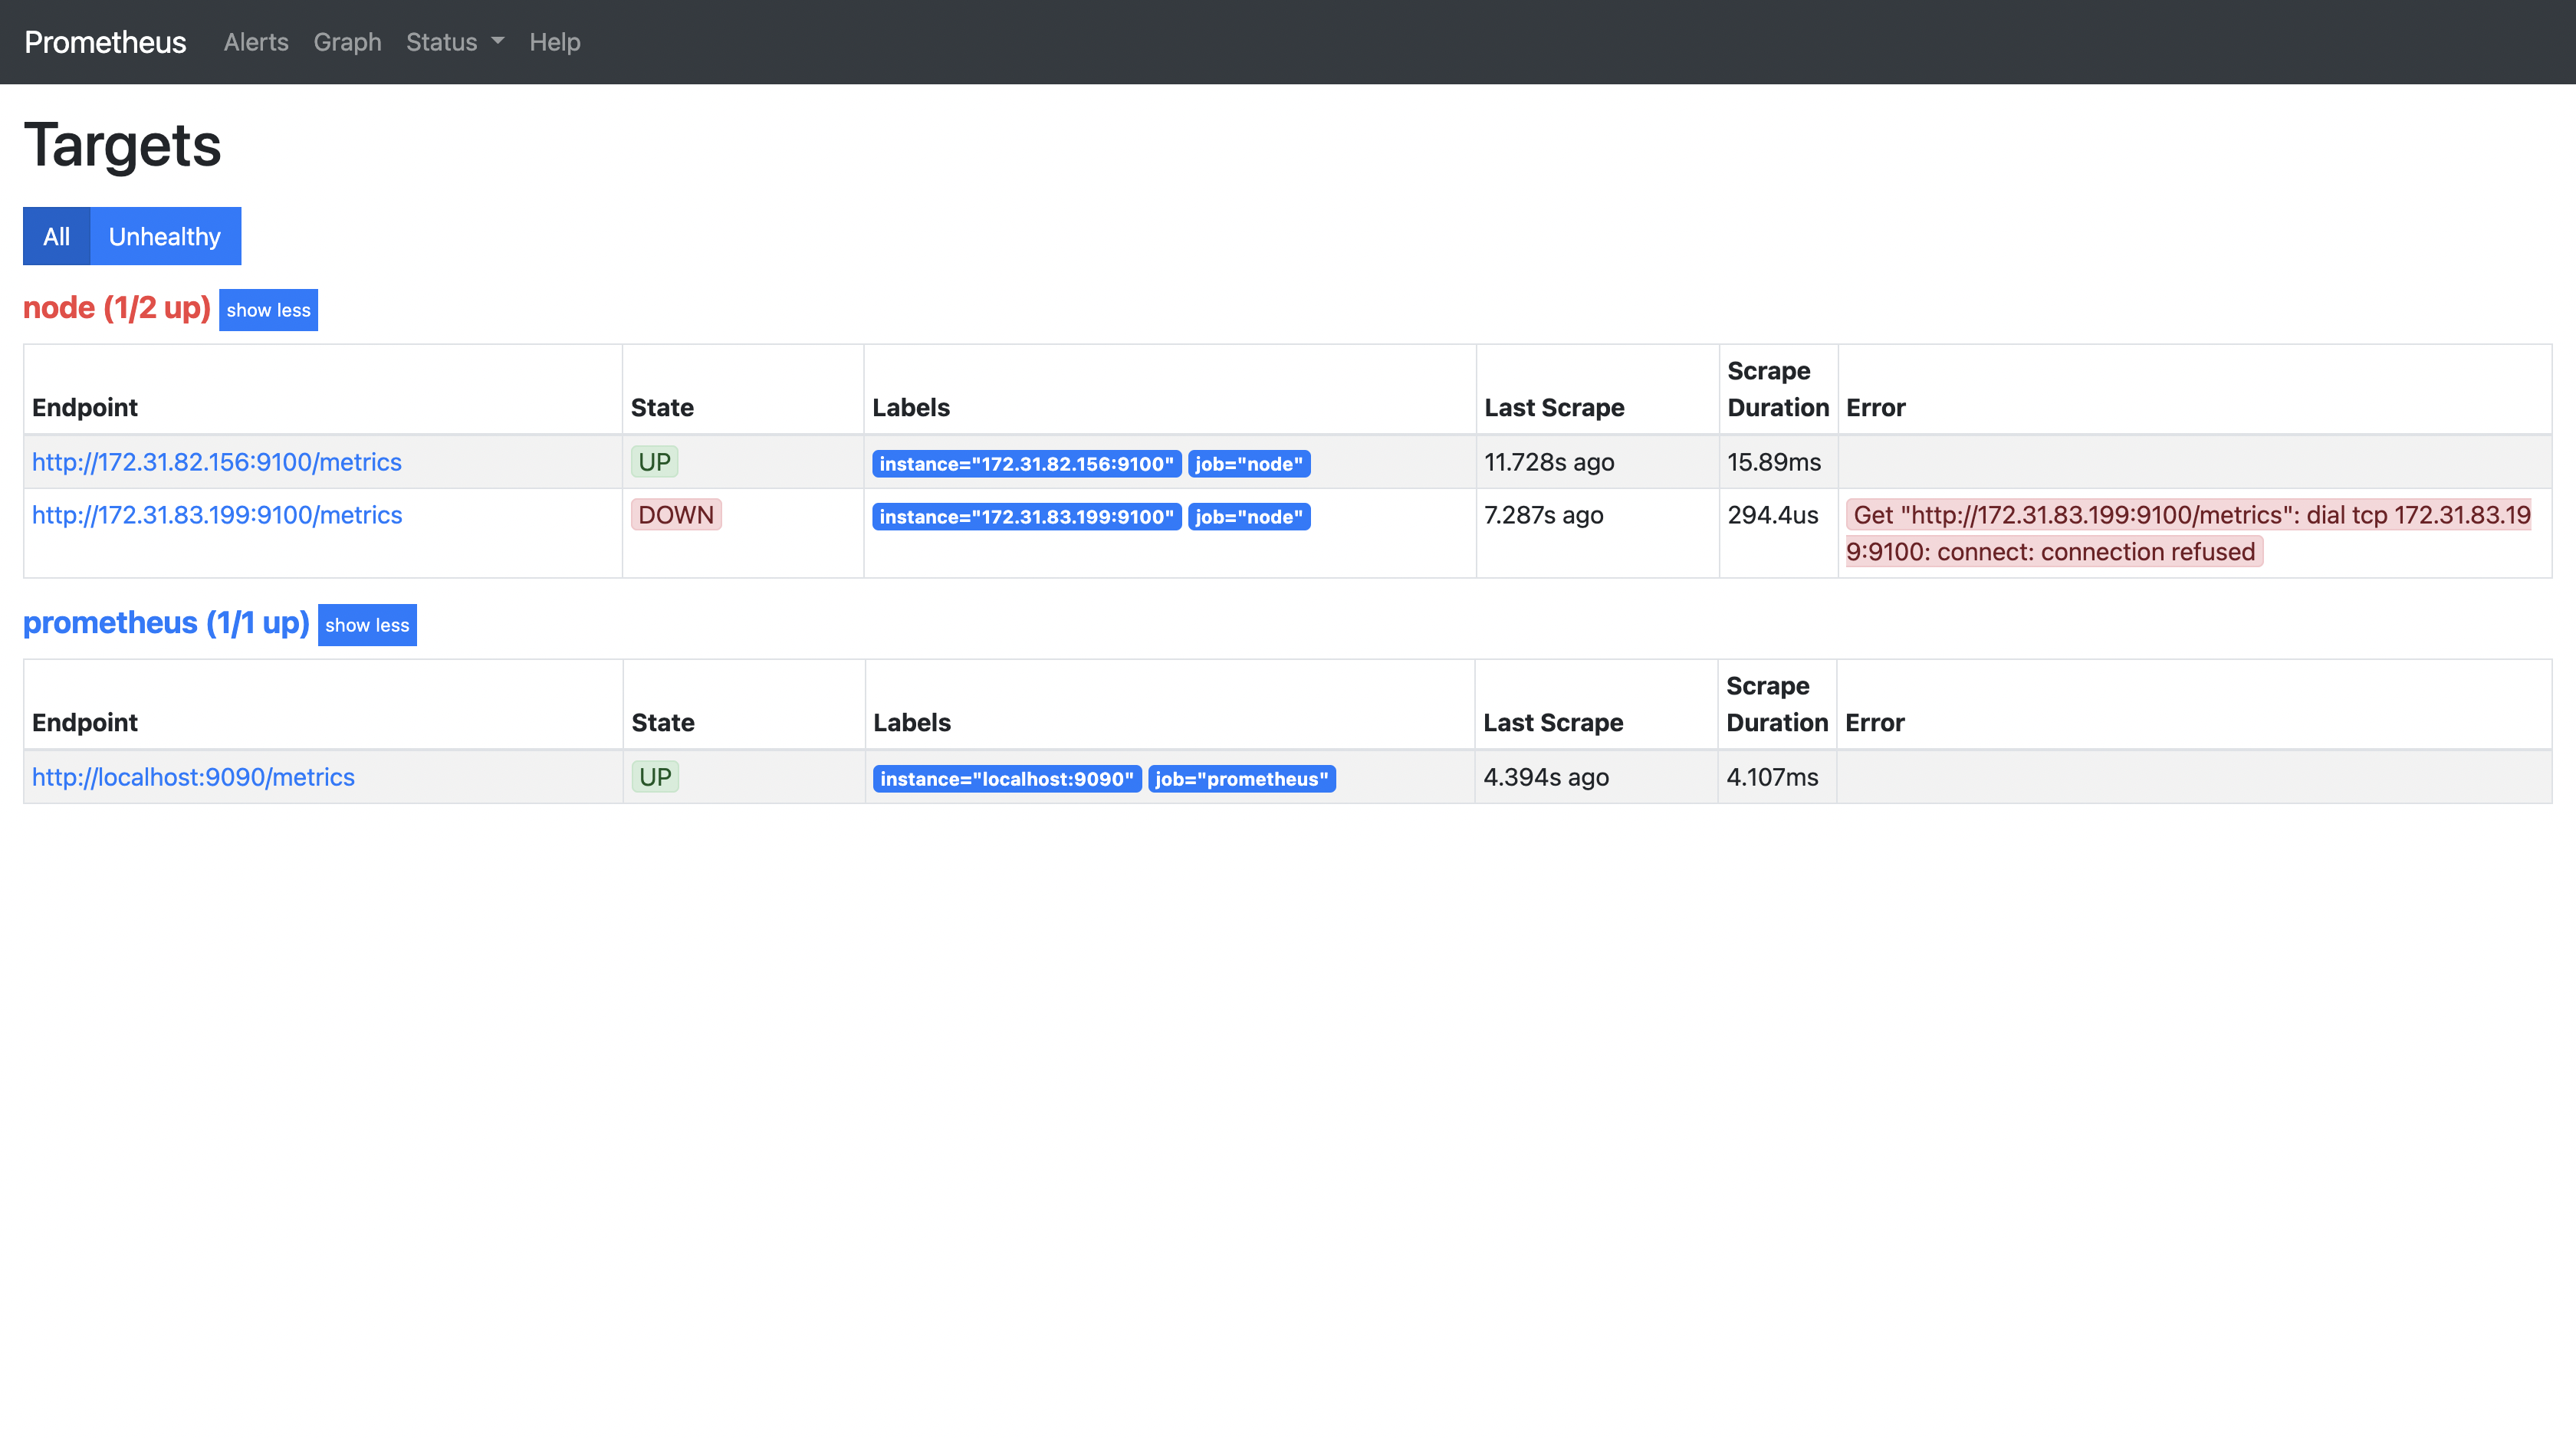 Prometheus Alerts Graph Status Help
Targets
All Unhealthy
node (1/2 up) show less
Endpoint State Labels Last Scrape Scrape Duration Error
http://172.31.82.156:9100/metrics UP instance="172.31.82.156:9100" job="node" 11.728s ago 15.89ms
http://172.31.83.199:9100/metrics DOWN instance="172.31.83.199:9100" job="node" 7.287s ago 294.4us Get "http://172.31.83.199:9100/metrics": dial tcp 172.31.83.19
9:9100: connect: connection refused
prometheus (1/1 up) show less
Endpoint State Labels Last Scrape Scrape Duration Error
http://localhost:9090/metrics UP instance="localhost:9090" job="prometheus" 4.394s ago 4.107ms